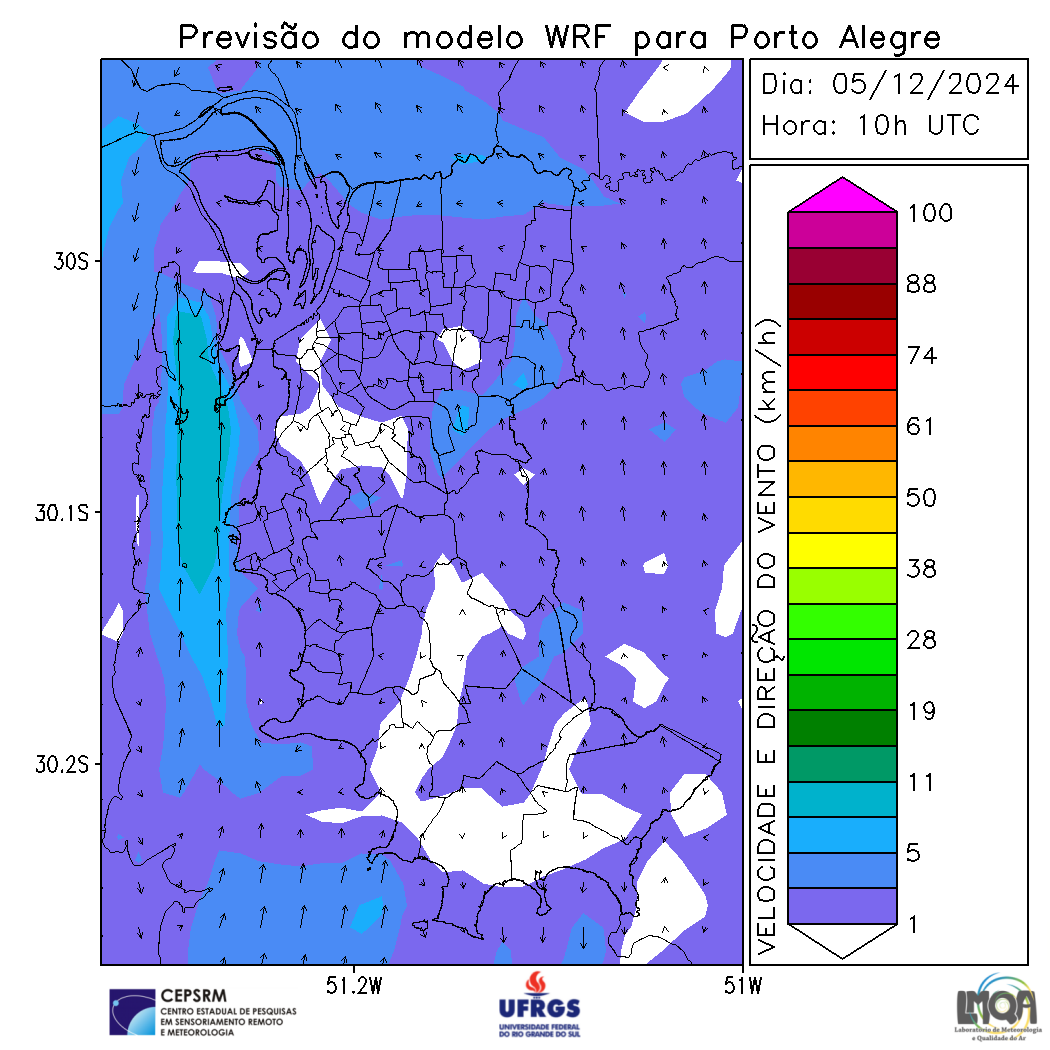 Previsão do modelo WRF para Porto Alegre
Dia: 05/12/2024
Hora: 10h UTC
30S
30.1S
30.2S
51.2W
51W
VELOCIDADE E DIREÇÃO DO VENTO (km/h)
100
88
74
61
50
38
28
19
11
5
1
CEPSRM
CENTRO ESTADUAL DE PESQUISAS
EM SENSORIAMENTO REMOTO
E METEOROLOGIA
UFRGS
UNIVERSIDADE FEDERAL
DO RIO GRANDE DO SUL
LMQA
Laboratório de Meteorologia
e Qualidade do Ar